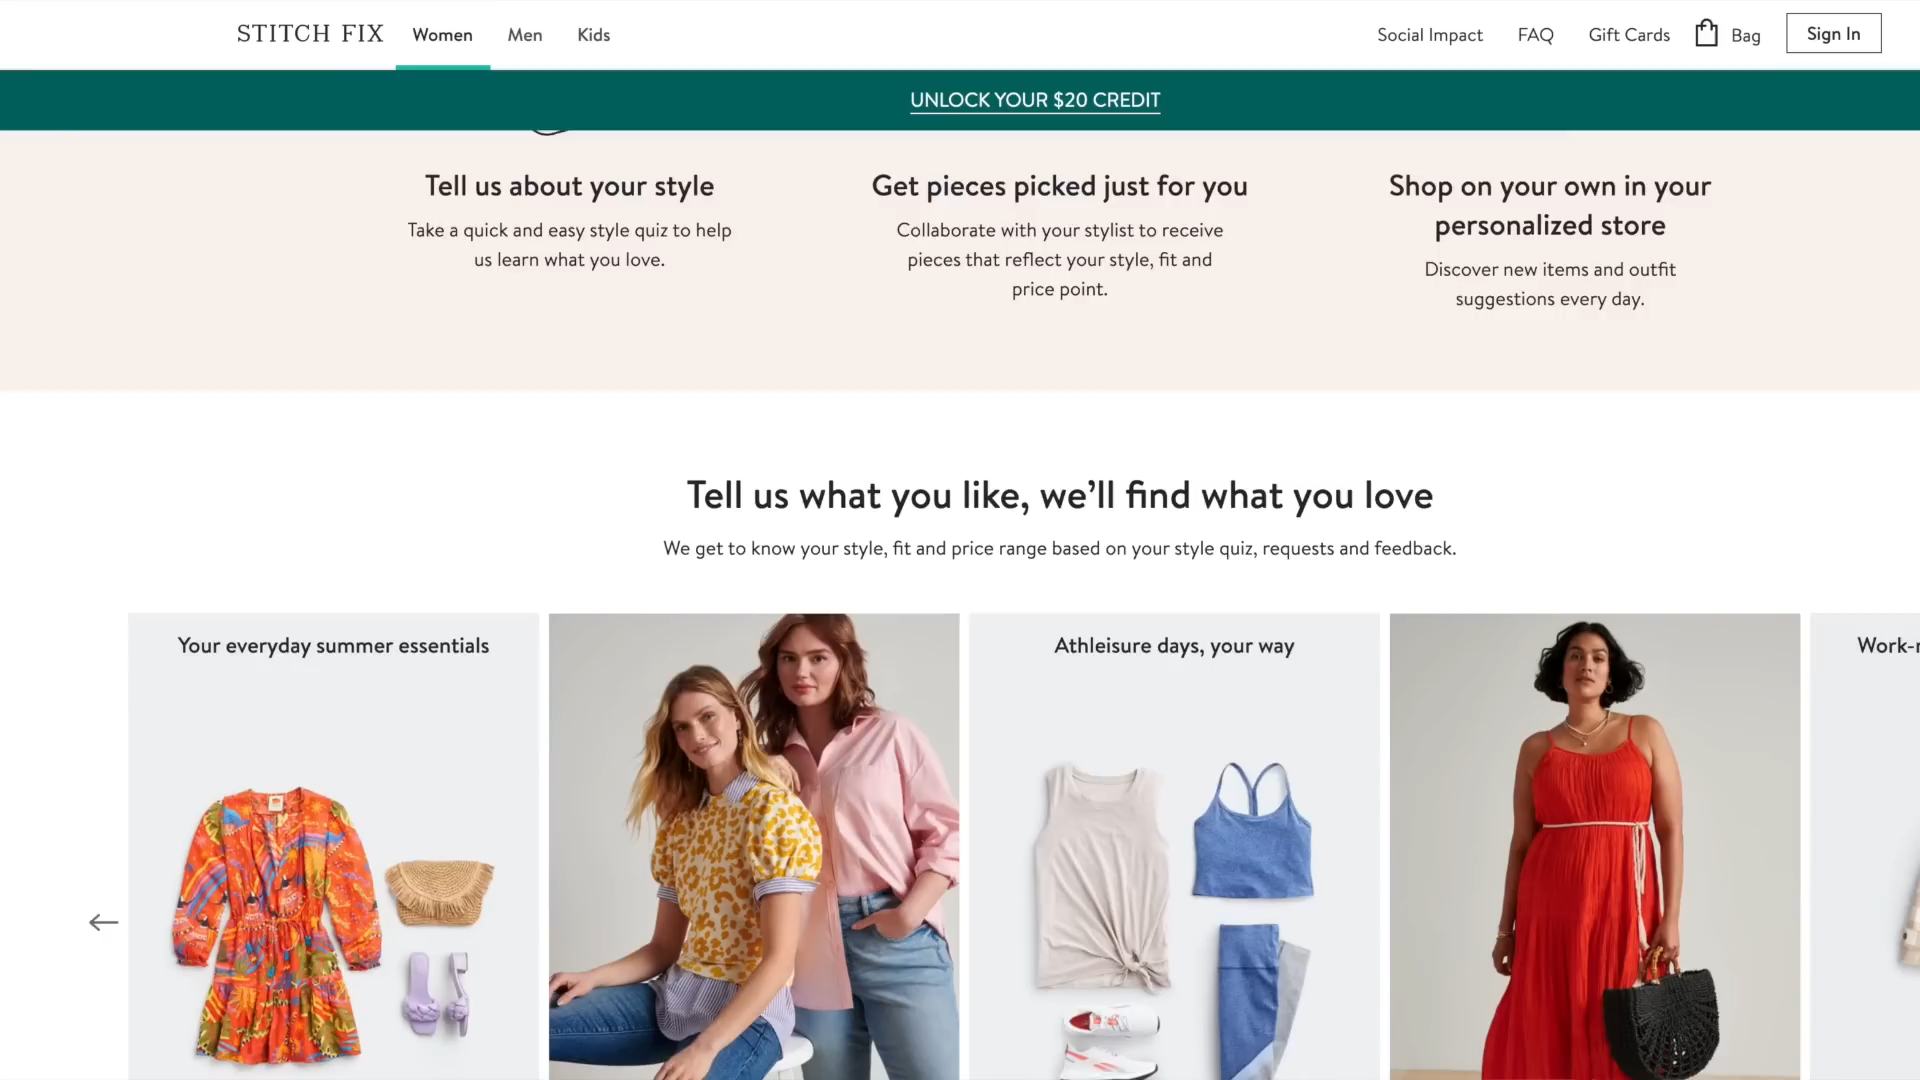 STITCH FIX Women Men Kids Social Impact FAQ Gift Cards Bag Sign In
UNLOCK YOUR $20 CREDIT
Tell us about your style
Take a quick and easy style quiz to help
us learn what you love.
Get pieces picked just for you
Collaborate with your stylist to receive
pieces that reflect your style, fit and
price point.
Shop on your own in your
personalized store
Discover new items and outfit
suggestions every day.
Tell us what you like, we’ll find what you love
We get to know your style, fit and price range based on your style quiz, requests and feedback.
Your everyday summer essentials
Athleisure days, your way
Work-